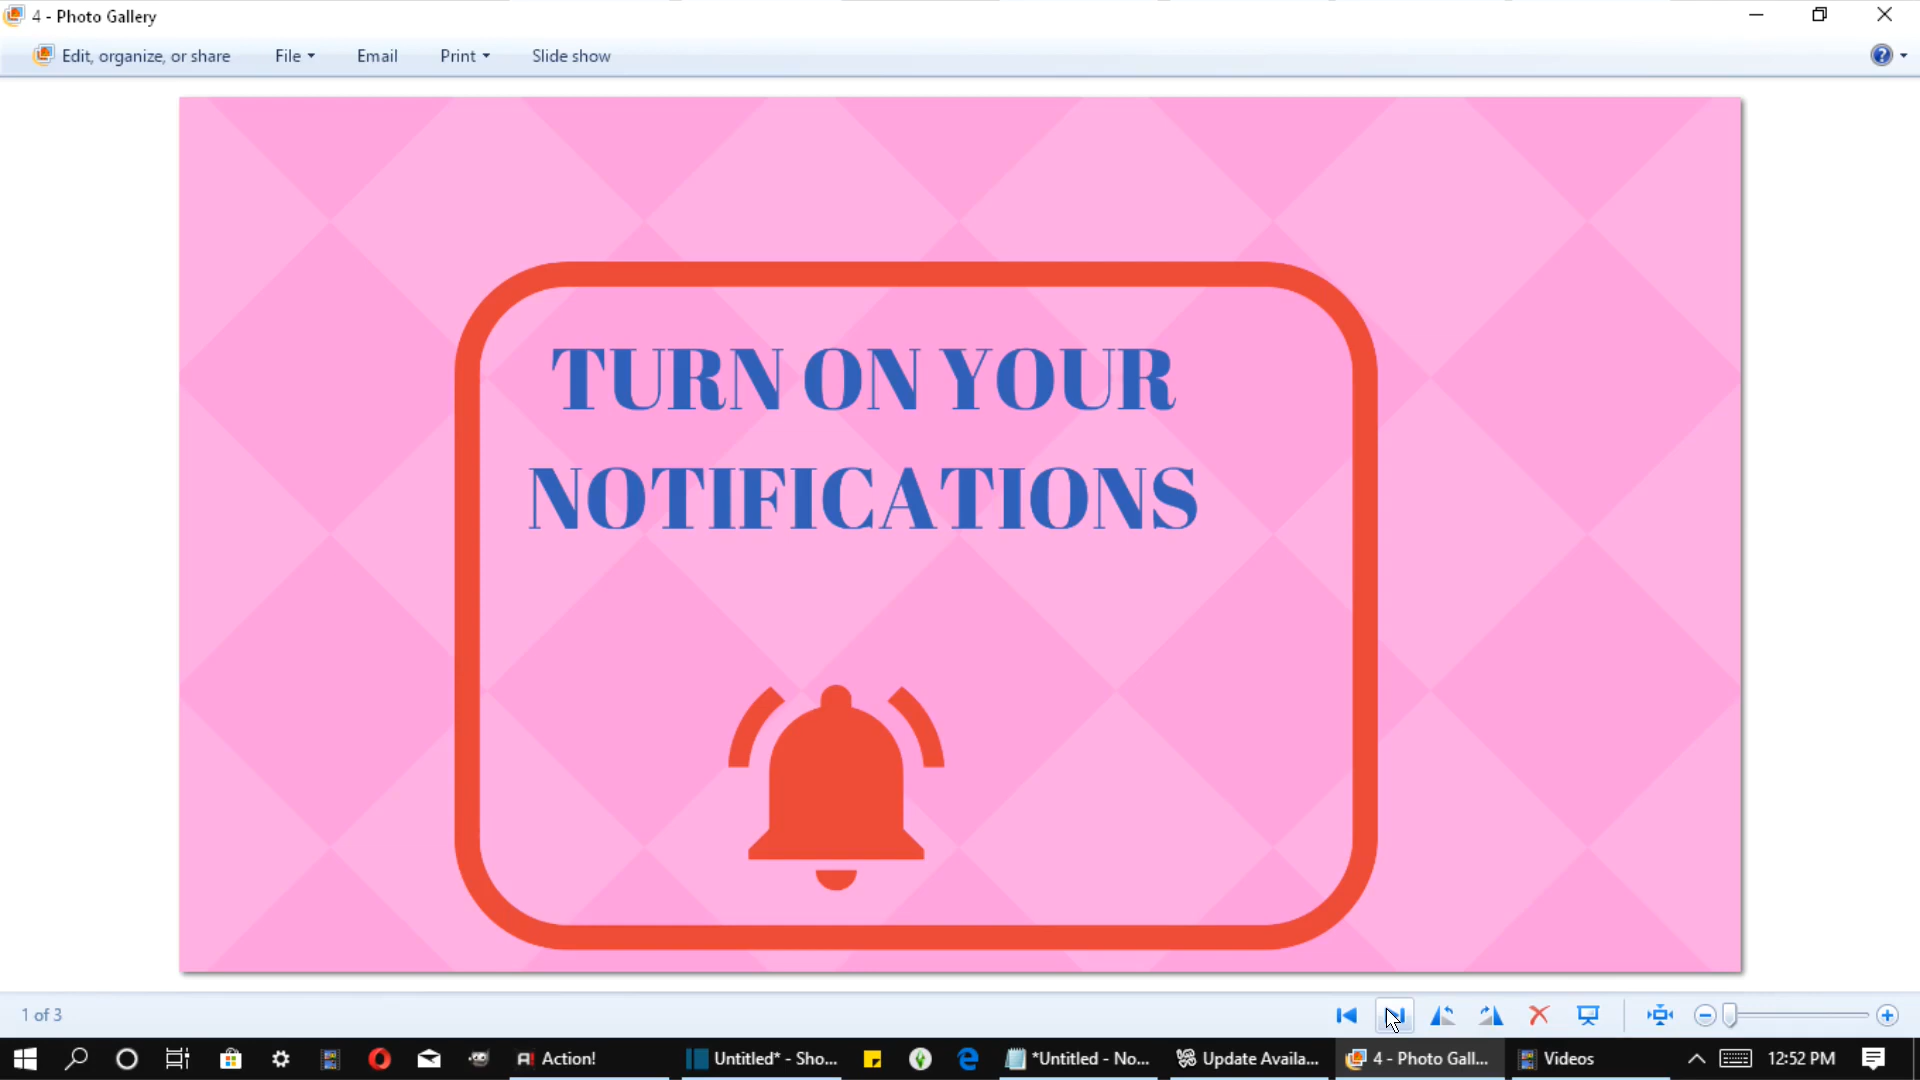 4 - Photo Gallery
Edit, organize, or share File Email Print Slide show
TURN ON YOUR
NOTIFICATIONS
1 of 3
Action! Untitled* - Sho... *Untitled - No... Update Availa... 4 - Photo Gall... Videos 12:52 PM